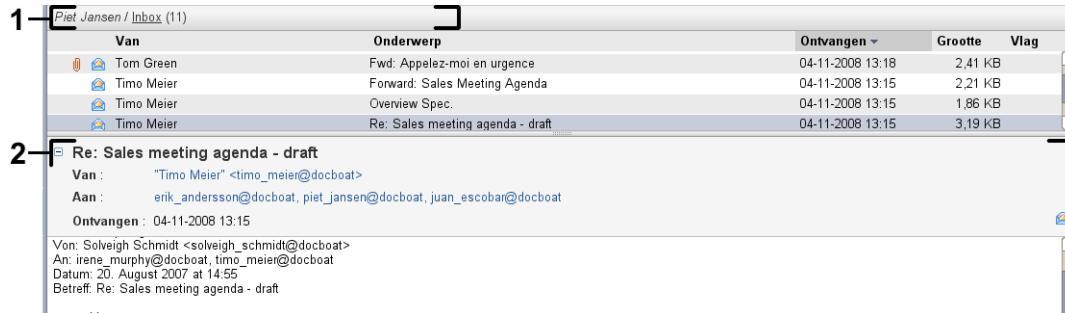 1
Piet Jansen / Inbox (11)
Van Onderwerp Ontvangen Grootte Vlag
Tom Green Fwd: Appelez-moi en urgence 04-11-2008 13:18 2,41 KB
Timo Meier Forward: Sales Meeting Agenda 04-11-2008 13:15 2,21 KB
Timo Meier Overview Spec. 04-11-2008 13:15 1,86 KB
Timo Meier Re: Sales meeting agenda - draft 04-11-2008 13:15 3,19 KB
2
Re: Sales meeting agenda - draft
Van : "Timo Meier" <timo_meier@docboat>
Aan : erik_andersson@docboat, piet_jansen@docboat, juan_escobar@docboat
Ontvangen : 04-11-2008 13:15
Von: Solveigh Schmidt <solveigh_schmidt@docboat>
An: irene_murphy@docboat, timo_meier@docboat
Datum: 20. August 2007 at 14:55
Betreff: Re: Sales meeting agenda - draft